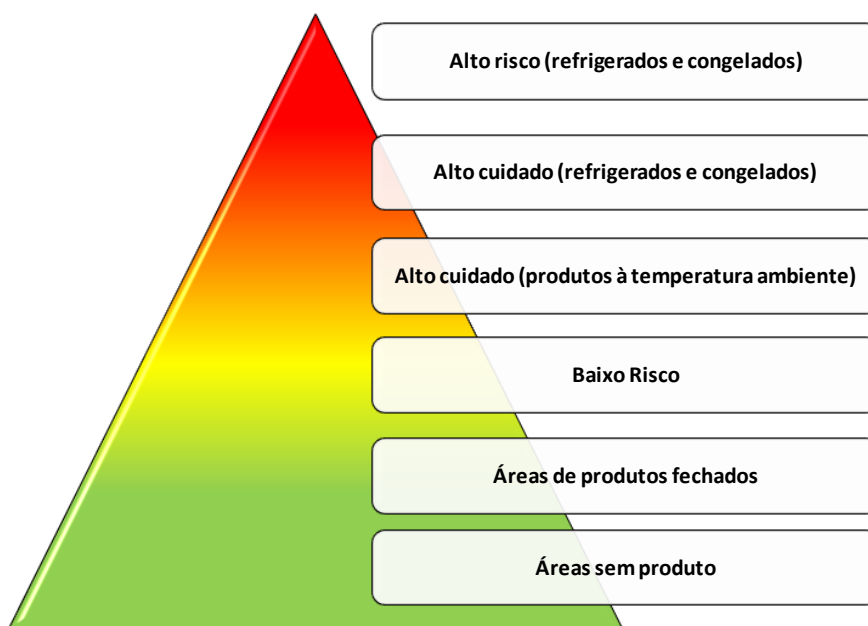 Alto risco (refrigerados e congelados)
Alto cuidado (refrigerados e congelados)
Alto cuidado (produtos à temperatura ambiente)
Baixo Risco
Áreas de produtos fechados
Áreas sem produto